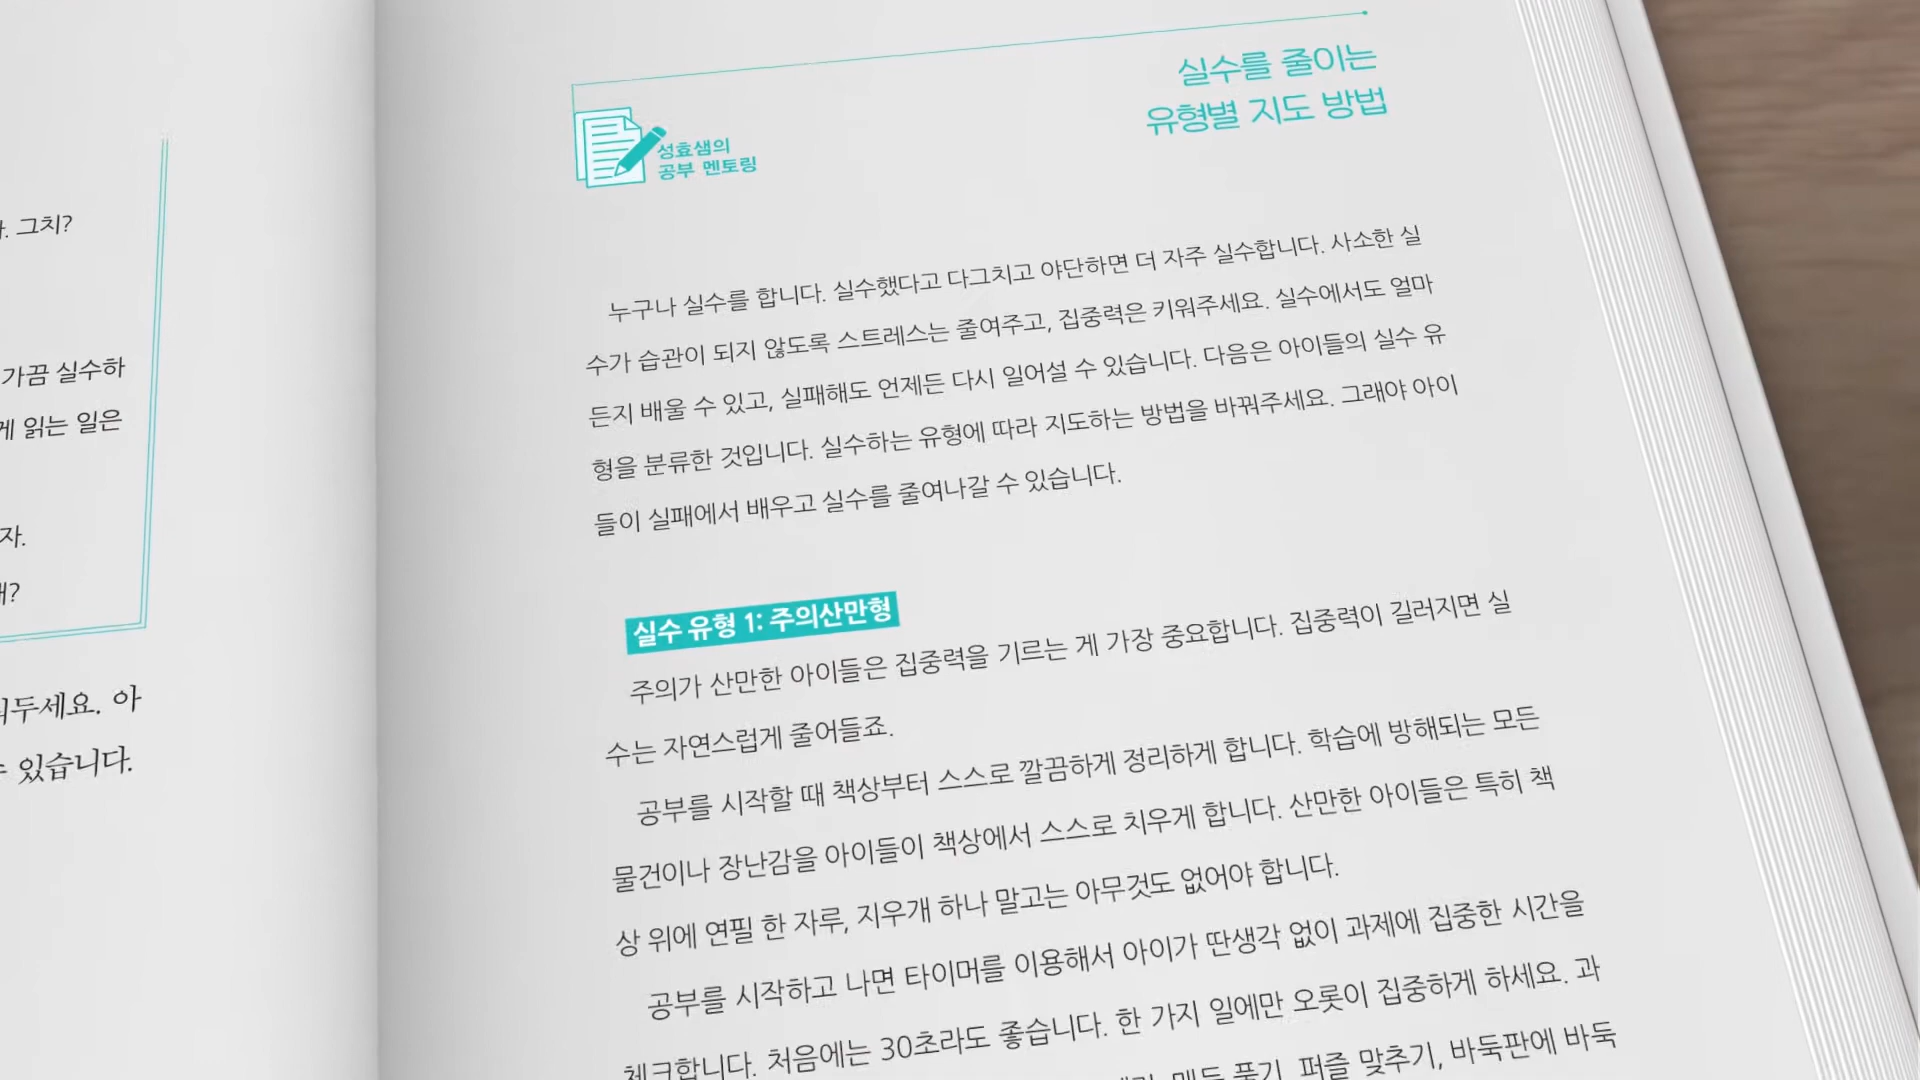 그치?
가끔 실수하
읽는 일은
아
있습니다.
성효샘의
공부 멘토링
실수를 줄이는
유형별 지도 방법
누구나 실수를 합니다. 실수했다고 다그치고 야단하면 더 자주 실수합니다. 사소한 실
수가 습관이 되지 않도록 스트레스는 줄여주고, 집중력은 키워주세요. 실수에서도 얼마
든지 배울 수 있고, 실패해도 언제든 다시 일어설 수 있습니다. 다음은 아이들의 실수 유
형을 분류한 것입니다. 실수하는 유형에 따라 지도하는 방법을 바꿔주세요. 그래야 아이
들이 실패에서 배우고 실수를 줄여나갈 수 있습니다.
실수 유형 1: 주의산만형
주의가 산만한 아이들은 집중력을 기르는 게 가장 중요합니다. 집중력이 길러지면 실
수는 자연스럽게 줄어들죠.
공부를 시작할 때 책상부터 스스로 깔끔하게 정리하게 합니다. 학습에 방해되는 모든
물건이나 장난감을 아이들이 책상에서 스스로 치우게 합니다. 산만한 아이들은 특히 책
상 위에 연필 한 자루, 지우개 하나 말고는 아무것도 없어야 합니다.
공부를 시작하고 나면 타이머를 이용해서 아이가 딴생각 없이 과제에 집중한 시간을
체크합니다. 처음에는 30초라도 좋습니다. 한 가지 일에만 오롯이 집중하게 하세요. 과
풀기, 퍼즐 맞추기, 바둑판에 바둑